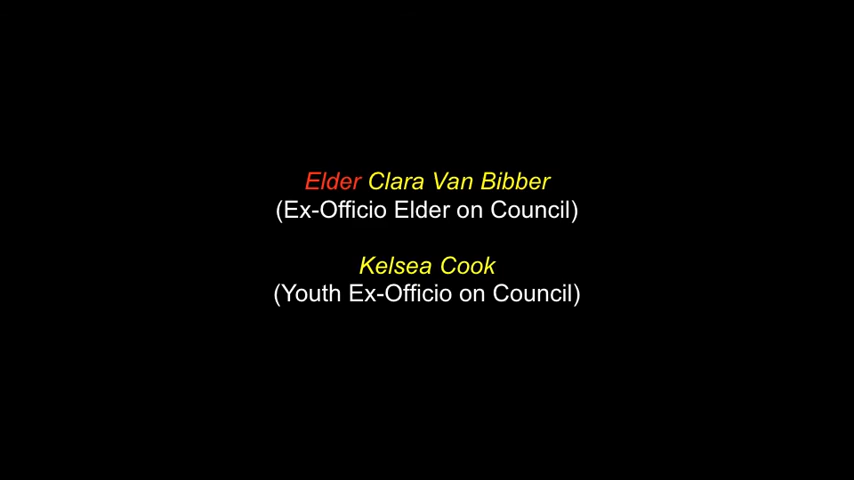 Elder Clara Van Bibber
(Ex-Officio Elder on Council)
Kelsea Cook
(Youth Ex-Officio on Council)